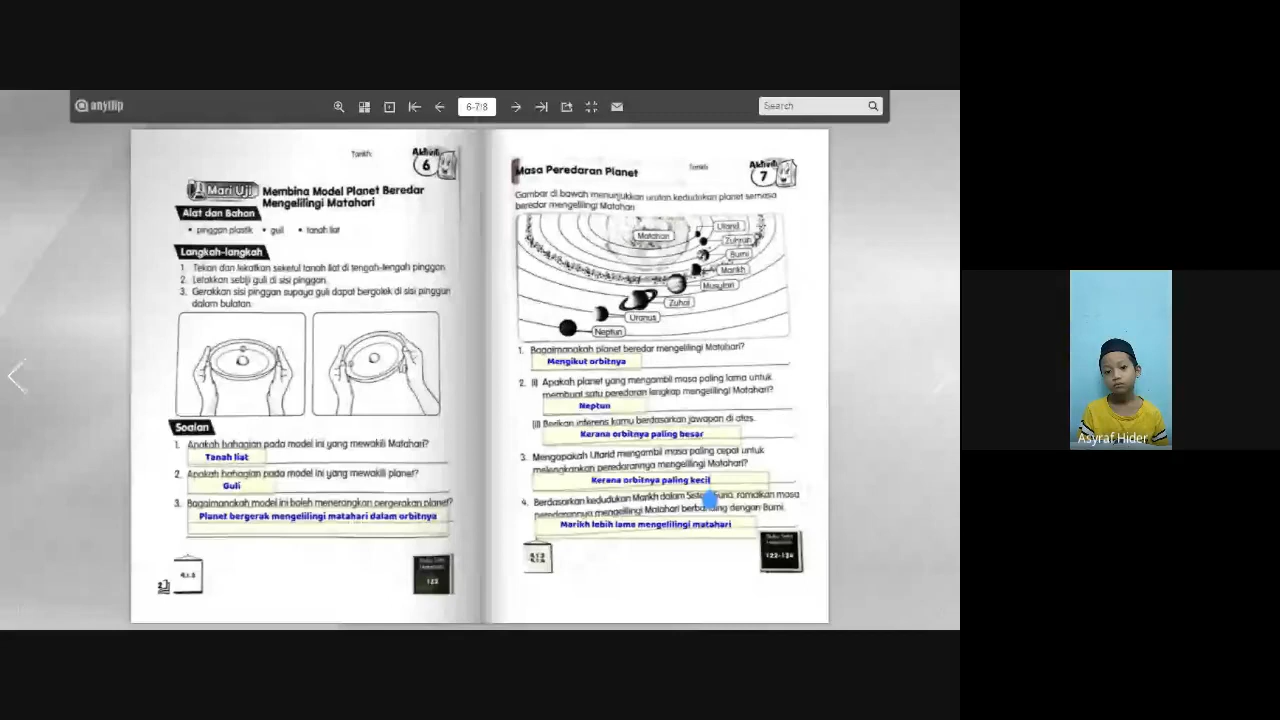 anyflip
6-7/8
Search
Tarikh:
Aktiviti
6
Mari Uji
Membina Model Planet Beredar
Mengelilingi Matahari
Alat dan Bahan
• pinggan plastik • guli • tanah liat
Langkah-langkah
1. Tekan dan lekatkan seketul tanah liat di tengah-tengah pinggan.
2. Letakkan sebiji guli di sisi pinggan.
3. Gerakkan sisi pinggan supaya guli dapat bergolek di sisi pinggan
dalam bulatan.
Soalan
1. Apakah bahagian pada model ini yang mewakili Matahari?
Tanah liat
2. Apakah bahagian pada model ini yang mewakili planet?
Guli
3. Bagaimanakah model ini boleh menerangkan pergerakan planet?
Planet bergerak mengelilingi matahari dalam orbitnya
2
123
Masa Peredaran Planet
Tarikh:
Aktiviti
7
Gambar di bawah menunjukkan urutan kedudukan planet semasa
beredar mengelilingi Matahari.
Matahari
Utarid
Zuhrah
Bumi
Marikh
Musytari
Zuhal
Uranus
Neptun
1. Bagaimanakah planet beredar mengelilingi Matahari?
Mengikut orbitnya
2. (i) Apakah planet yang mengambil masa paling lama untuk
membuat satu peredaran lengkap mengelilingi Matahari?
Neptun
(ii) Berikan inferens kamu berdasarkan jawapan di atas.
Kerana orbitnya paling besar
3. Mengapakah Utarid mengambil masa paling cepat untuk
melengkapkan peredarannya mengelilingi Matahari?
Kerana orbitnya paling kecil
4. Berdasarkan kedudukan Marikh dalam Sistem Suria, ramalkan masa
peredarannya mengelilingi Matahari berbanding dengan Bumi.
Marikh lebih lama mengelilingi matahari
122-124
Asyraf Hider